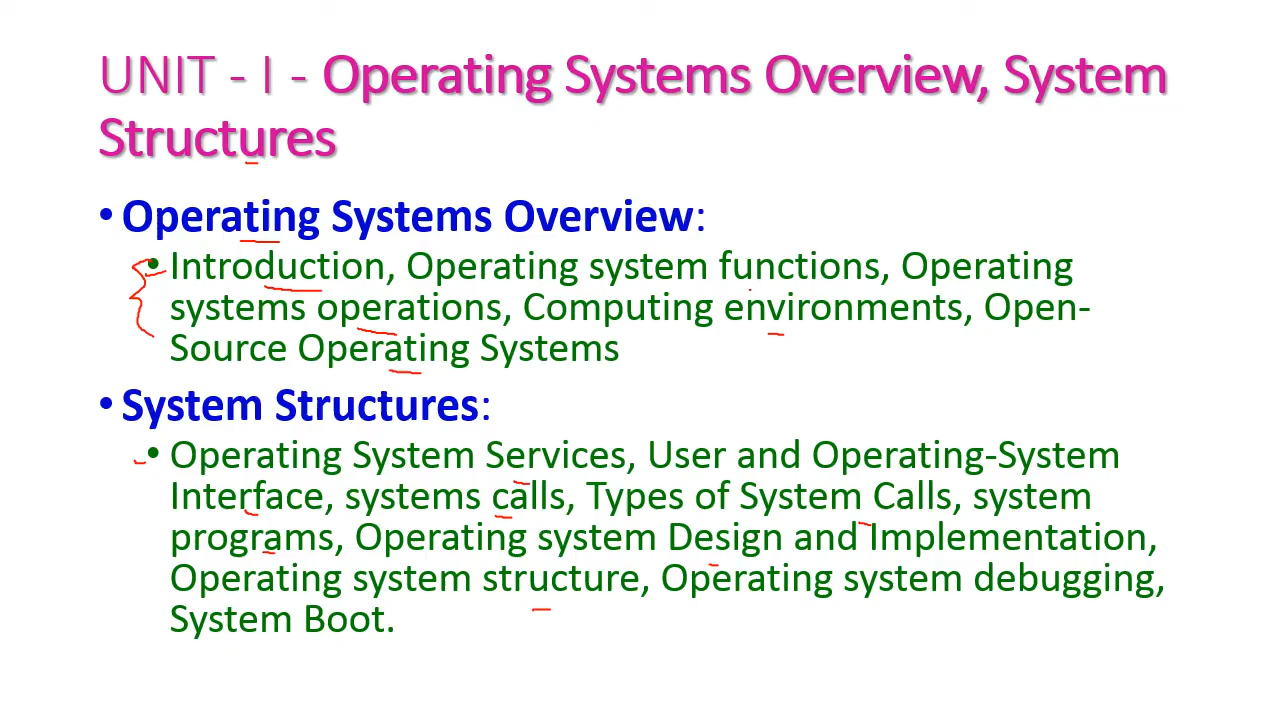 UNIT - I - Operating Systems Overview, System
Structures
• Operating Systems Overview:
• Introduction, Operating system functions, Operating
systems operations, Computing environments, Open-
Source Operating Systems
• System Structures:
• Operating System Services, User and Operating-System
Interface, systems calls, Types of System Calls, system
programs, Operating system Design and Implementation,
Operating system structure, Operating system debugging,
System Boot.